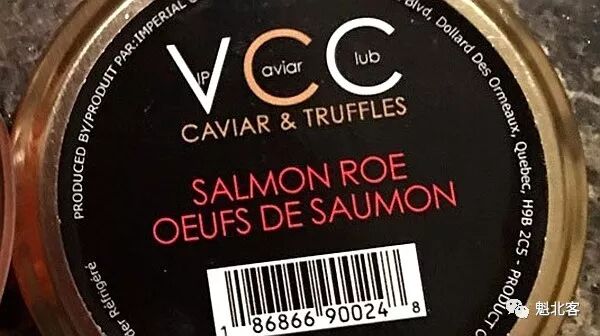 VIP Caviar Club
CAVIAR & TRUFFLES
SALMON ROE
OEUFS DE SAUMON
1 86866 90024 8
PRODUCED BY/PRODUIT PAR:IMPERIAL
Blvd, Dollard Des Ormeaux, Quebec, H9B 2C5 - PRODUCT
der Réfrigéré
魁北客